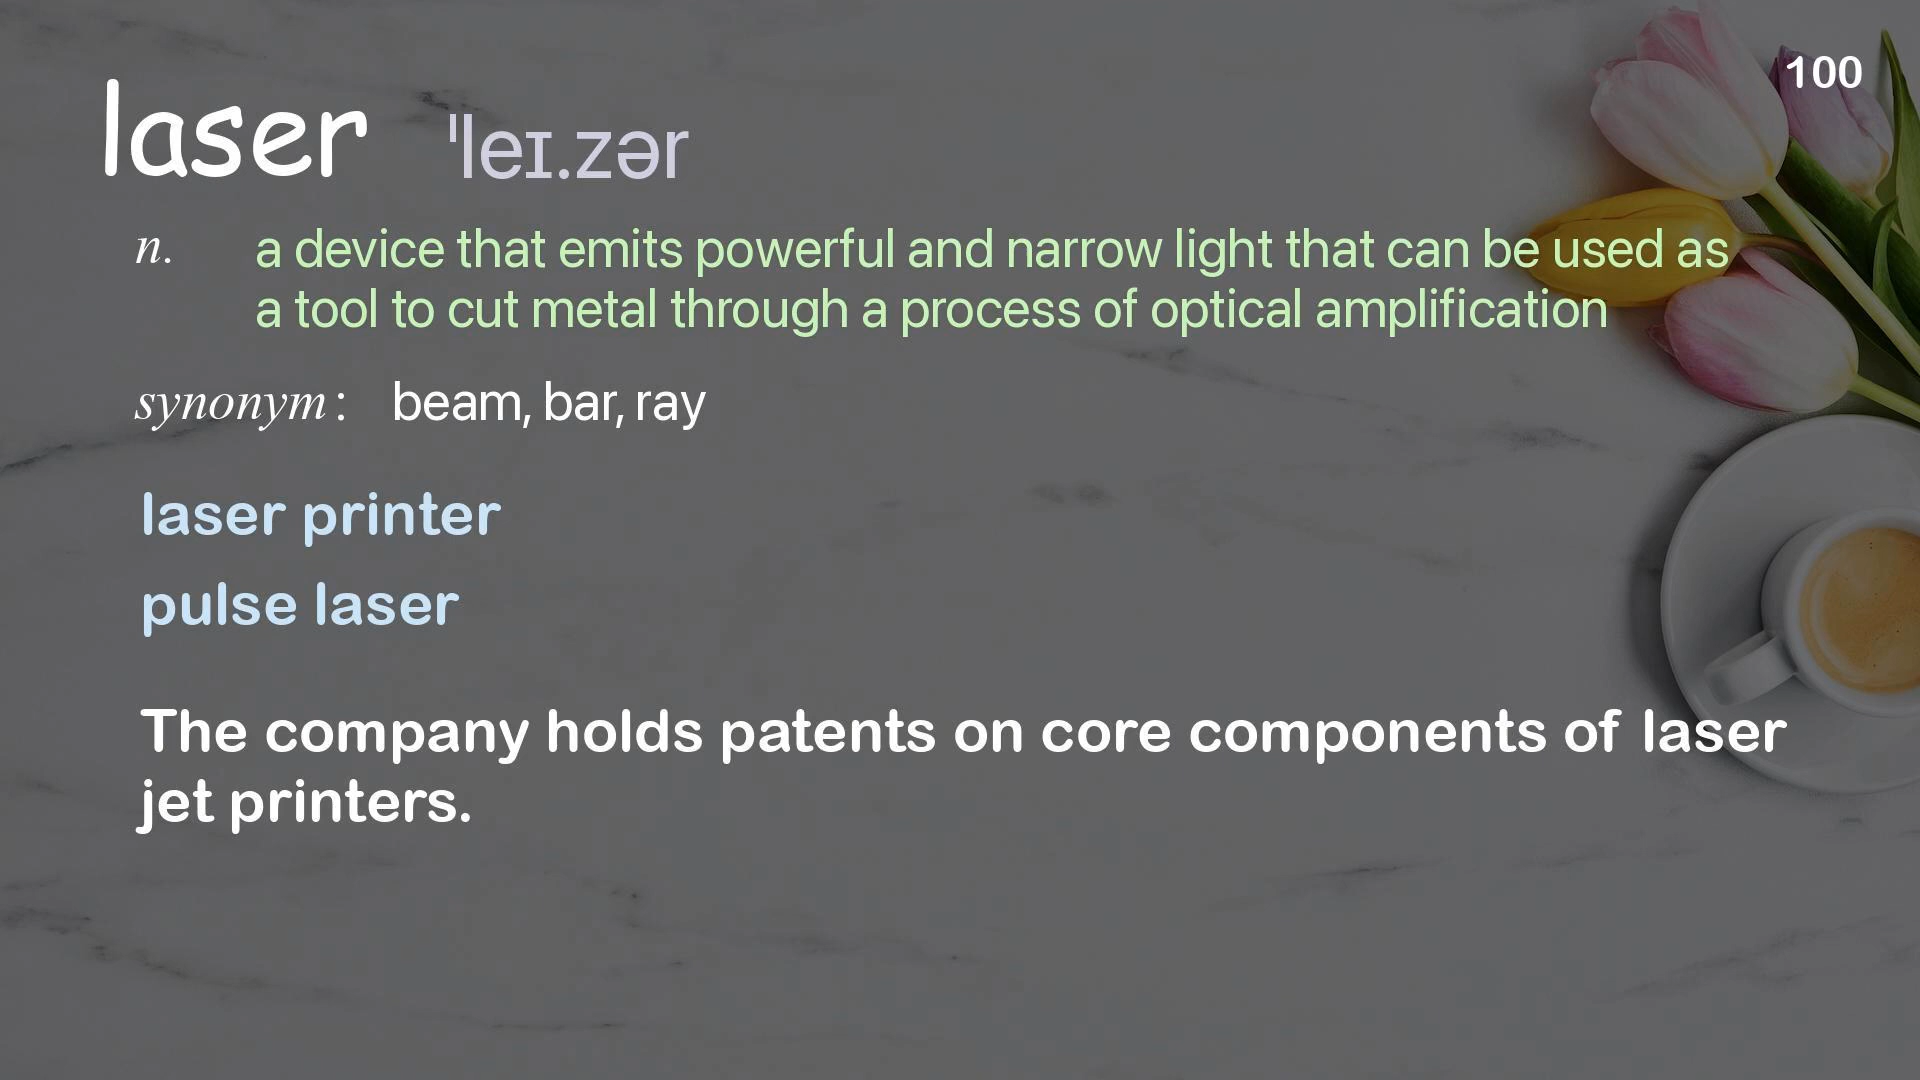 100
laser ˈleɪ.zər
n. a device that emits powerful and narrow light that can be used as
a tool to cut metal through a process of optical amplification
synonym: beam, bar, ray
laser printer
pulse laser
The company holds patents on core components of laser
jet printers.